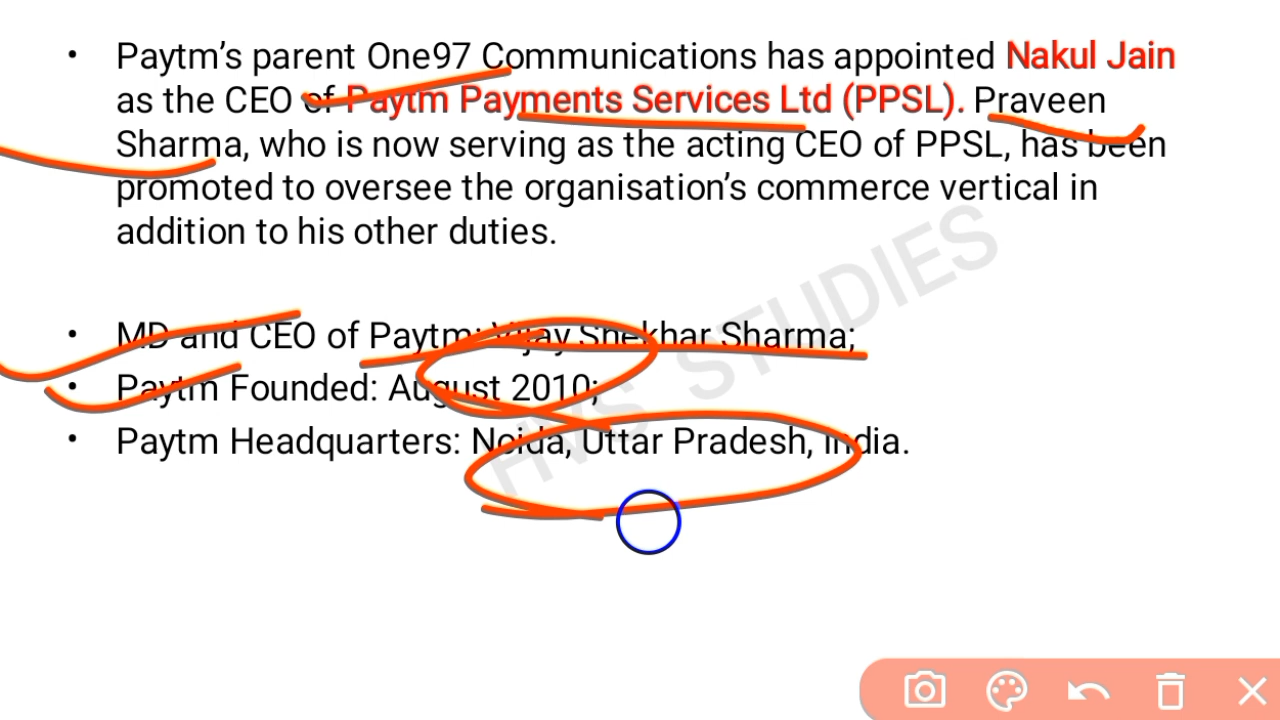 • Paytm's parent One97 Communications has appointed Nakul Jain
as the CEO of Paytm Payments Services Ltd (PPSL). Praveen
Sharma, who is now serving as the acting CEO of PPSL, has been
promoted to oversee the organisation's commerce vertical in
addition to his other duties.
• MD and CEO of Paytm: Vijay Shekhar Sharma;
• Paytm Founded: August 2010;
• Paytm Headquarters: Noida, Uttar Pradesh, India.
HVS STUDIES